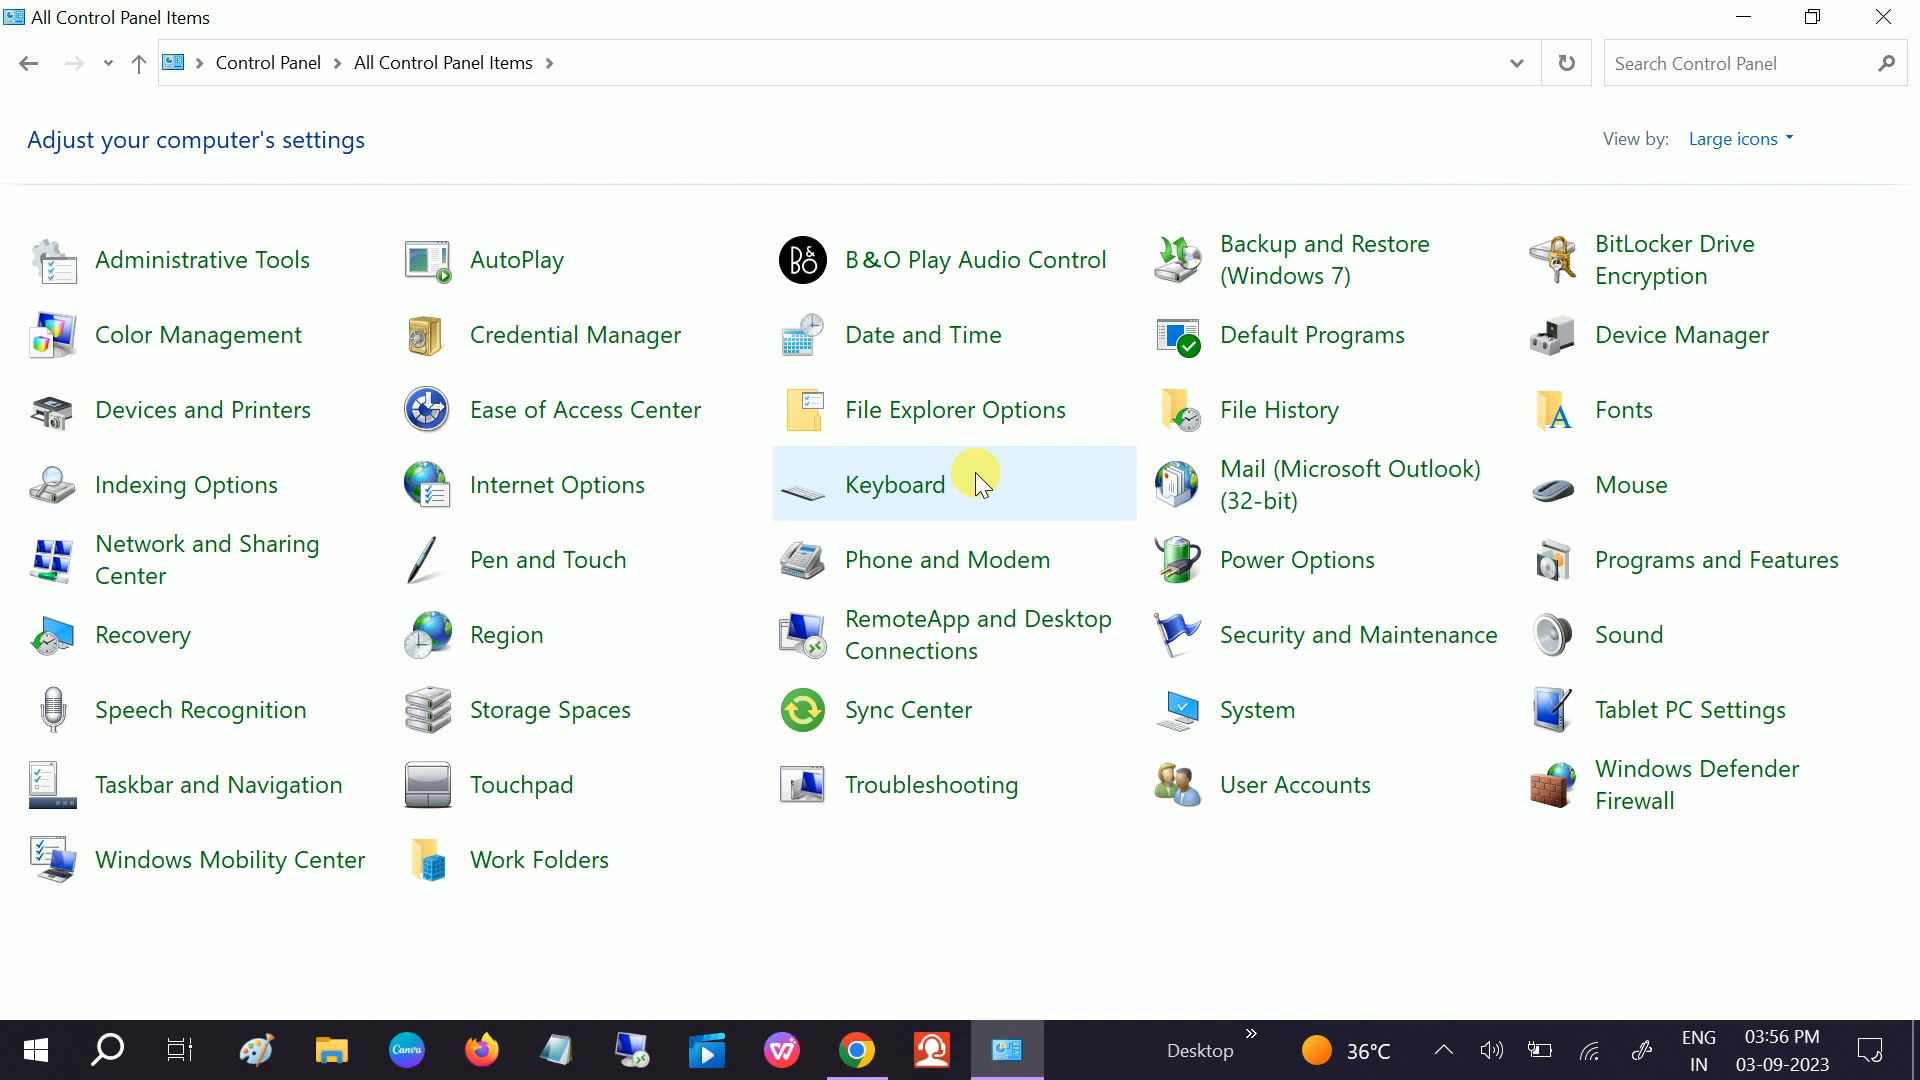 All Control Panel Items
Control Panel > All Control Panel Items >
Search Control Panel
Adjust your computer's settings
View by: Large icons
Administrative Tools
AutoPlay
B&O
B&O Play Audio Control
Backup and Restore
(Windows 7)
BitLocker Drive
Encryption
Color Management
Credential Manager
Date and Time
Default Programs
Device Manager
Devices and Printers
Ease of Access Center
File Explorer Options
File History
A
Fonts
Indexing Options
Internet Options
Keyboard
Mail (Microsoft Outlook)
(32-bit)
Mouse
Network and Sharing
Center
Pen and Touch
Phone and Modem
Power Options
Programs and Features
Recovery
Region
RemoteApp and Desktop
Connections
Security and Maintenance
Sound
Speech Recognition
Storage Spaces
Sync Center
System
Tablet PC Settings
Taskbar and Navigation
Touchpad
Troubleshooting
User Accounts
Windows Defender
Firewall
Windows Mobility Center
Work Folders
Canva
Desktop
36°C
ENG
IN
03:56 PM
03-09-2023